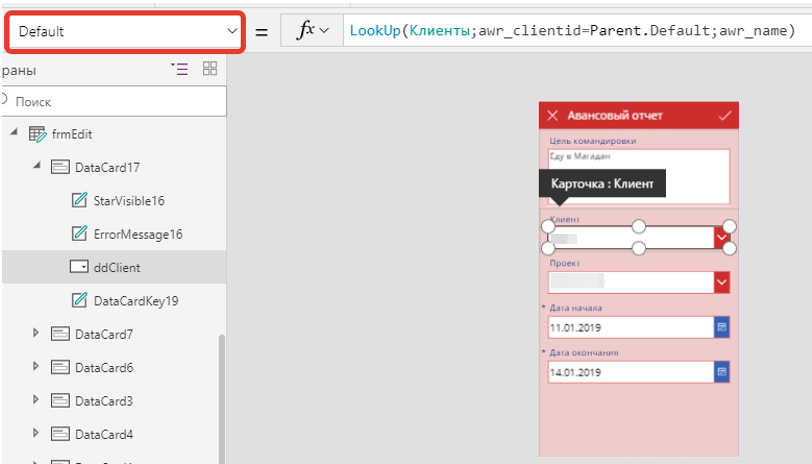 Default = fx LookUp(Клиенты;awr_clientid=Parent.Default;awr_name)
раны
Поиск
frmEdit
DataCard17
StarVisible16
ErrorMessage16
ddClient
DataCardKey19
DataCard7
DataCard6
DataCard3
DataCard4
Авансовый отчет
Цель командировки
Еду в Магадан
Карточка : Клиент
Клиент
Проект
* Дата начала
11.01.2019
* Дата окончания
14.01.2019